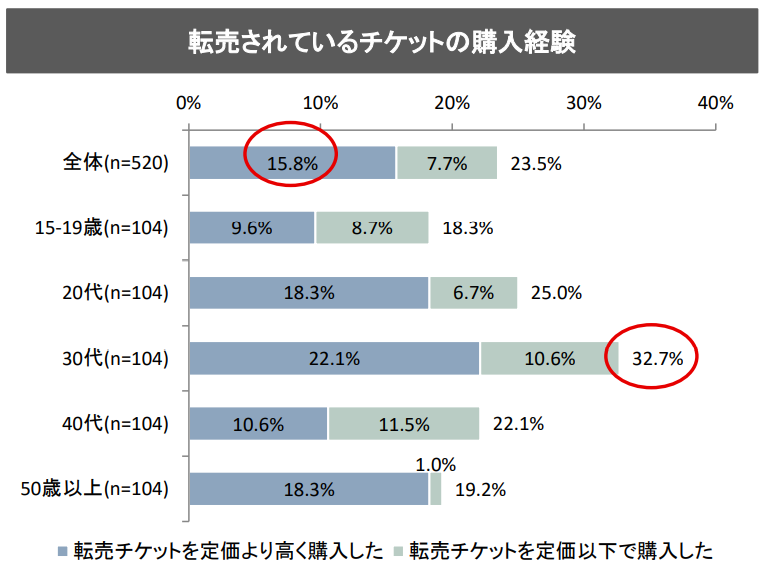 転売されているチケットの購入経験
0% 10% 20% 30% 40%
全体(n=520) 15.8% 7.7% 23.5%
15-19歳(n=104) 9.6% 8.7% 18.3%
20代(n=104) 18.3% 6.7% 25.0%
30代(n=104) 22.1% 10.6% 32.7%
40代(n=104) 10.6% 11.5% 22.1%
1.0%
50歳以上(n=104) 18.3% 19.2%
転売チケットを定価より高く購入した 転売チケットを定価以下で購入した